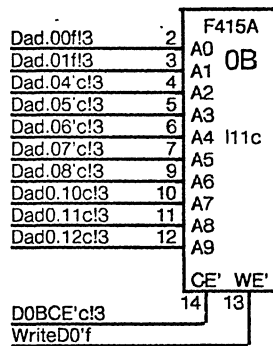 F415A
Dad.00f!3 2 A0 0B
Dad.01f!3 3 A1
Dad.04'c!3 4 A2
Dad.05'c!3 5 A3
Dad.06'c!3 6 A4 I11c
Dad.07'c!3 7 A5
Dad.08'c!3 9 A6
Dad0.10c!3 10 A7
Dad0.11c!3 11 A8
Dad0.12c!3 12 A9
CE' WE'
14 13
D0BCE'c!3
WriteD0'f